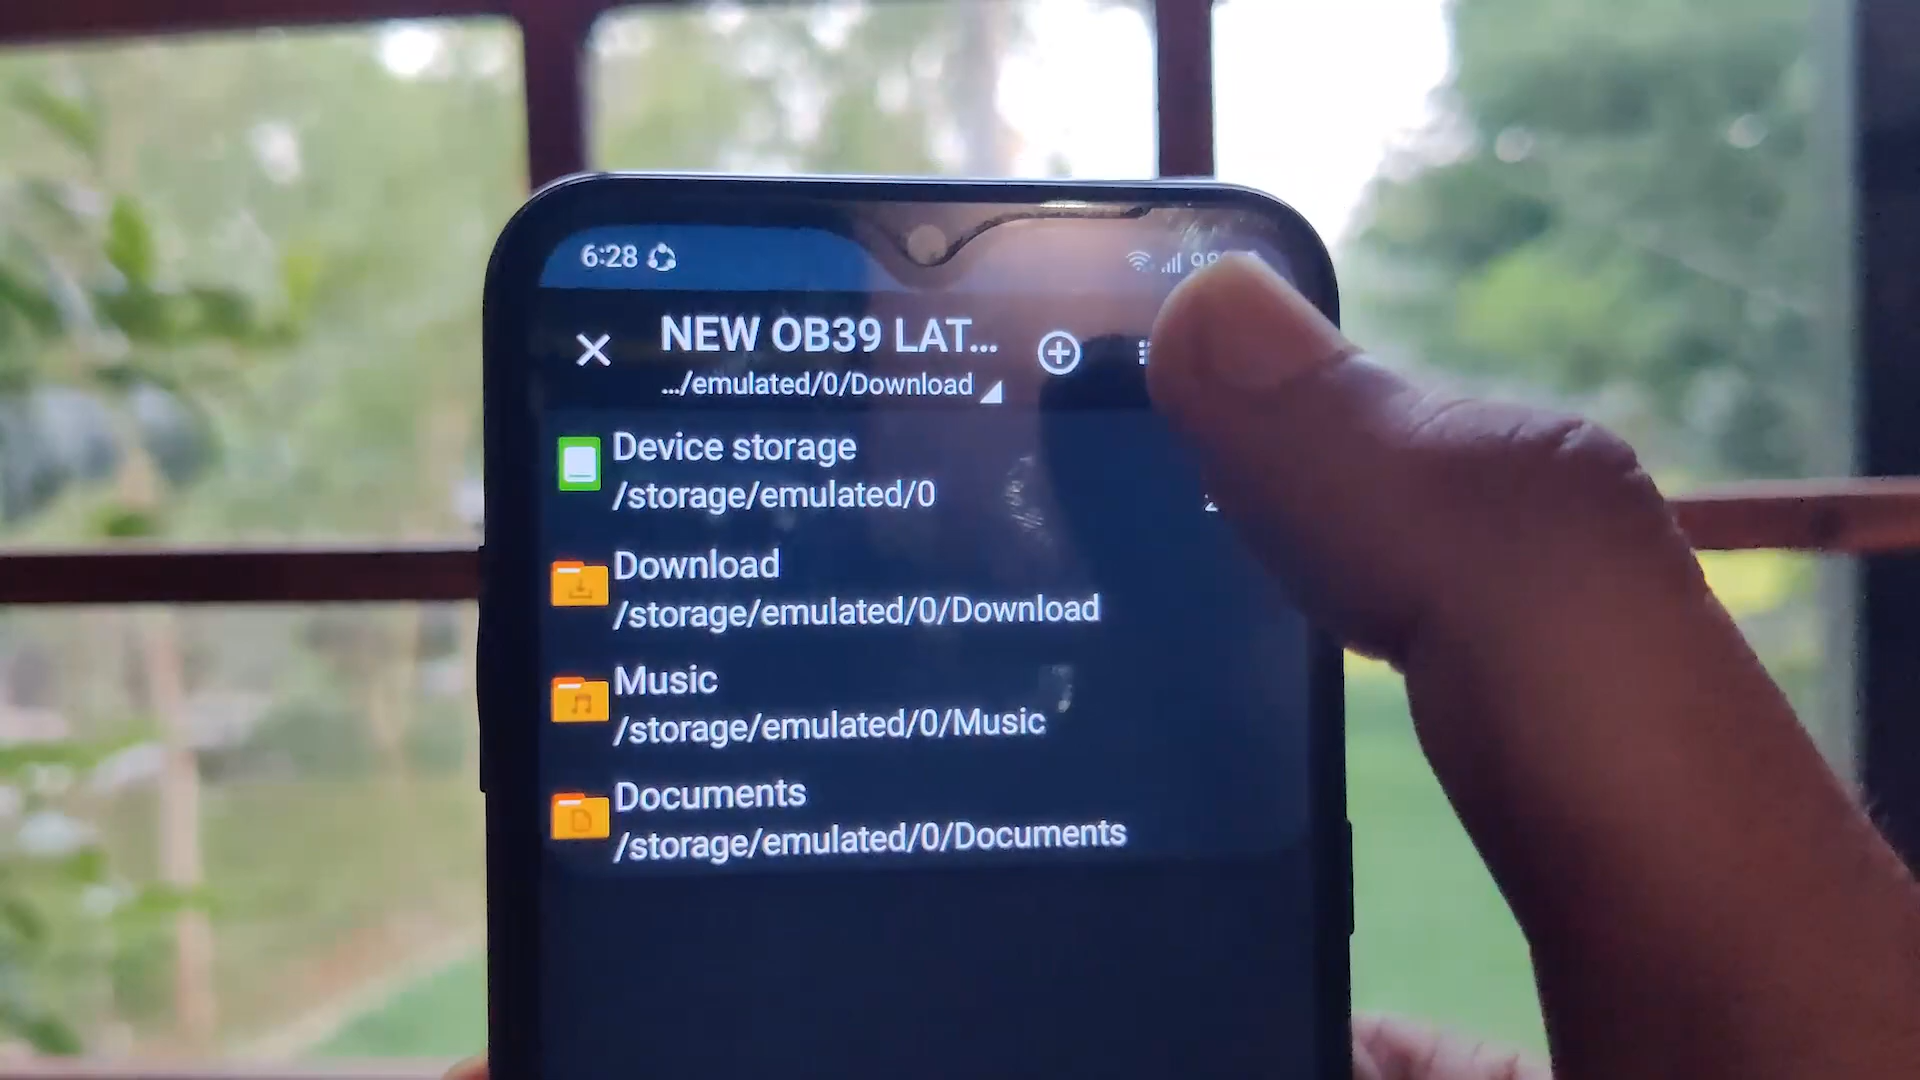 6:28
NEW OB39 LAT...
.../emulated/0/Download
Device storage
/storage/emulated/0
Download
/storage/emulated/0/Download
Music
/storage/emulated/0/Music
Documents
/storage/emulated/0/Documents